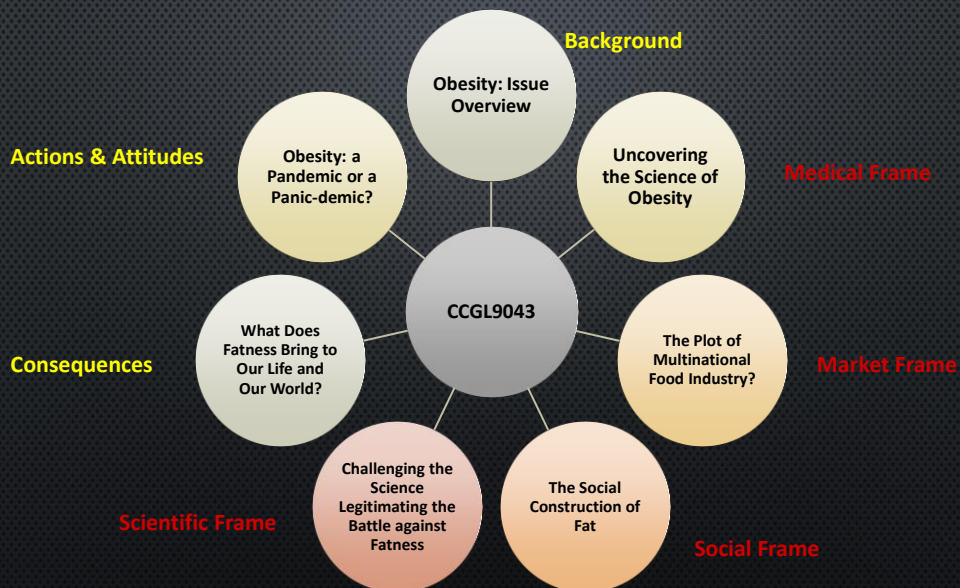 Background
Obesity: Issue
Overview
Uncovering
the Science of
Obesity
Medical Frame
The Plot of
Multinational
Food Industry?
Market Frame
The Social
Construction of
Fat
Social Frame
Challenging the
Science
Legitimating the
Battle against
Fatness
Scientific Frame
What Does
Fatness Bring to
Our Life and
Our World?
Consequences
Obesity: a
Pandemic or a
Panic-demic?
Actions & Attitudes
CCGL9043